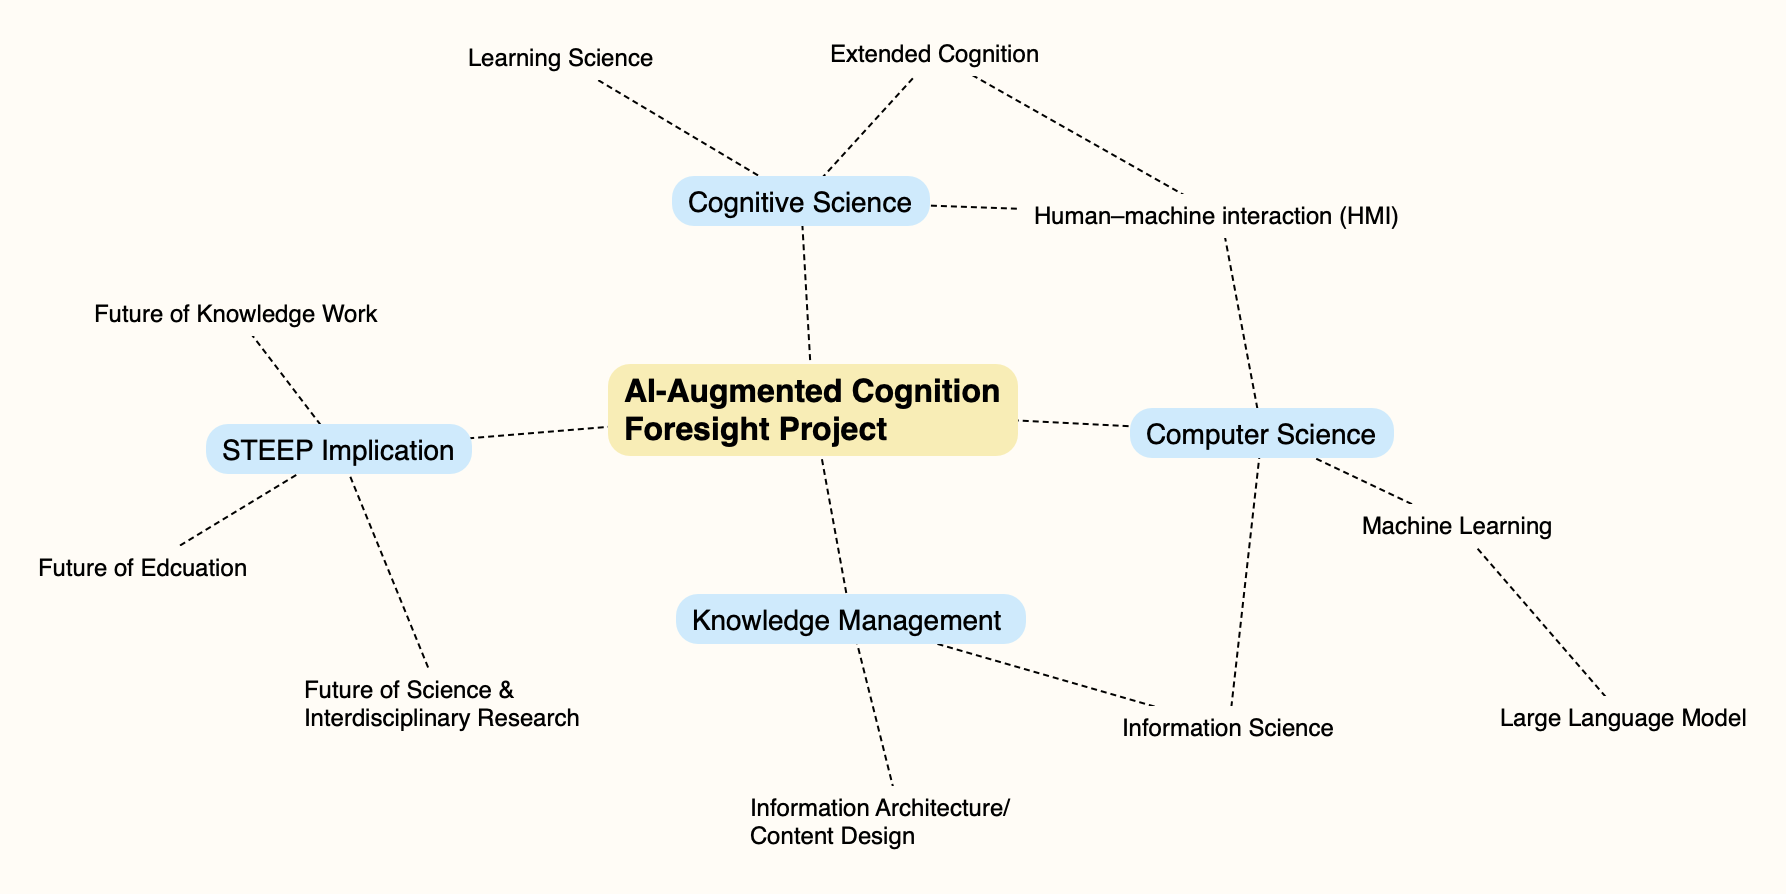 Learning Science
Extended Cognition
Cognitive Science
Human–machine interaction (HMI)
Future of Knowledge Work
AI-Augmented Cognition
Foresight Project
STEEP Implication
Computer Science
Machine Learning
Future of Edcuation
Knowledge Management
Future of Science &
Interdisciplinary Research
Information Science
Large Language Model
Information Architecture/
Content Design